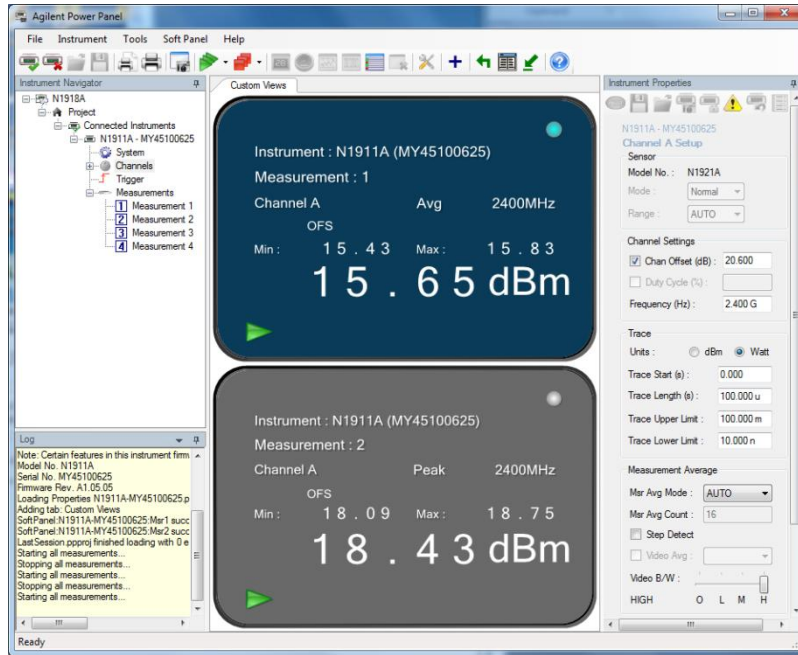 Agilent Power Panel
File Instrument Tools Soft Panel Help
Instrument Navigator
N1918A
Project
Connected Instruments
N1911A - MY45100625
System
Channels
Trigger
Measurements
1 Measurement 1
2 Measurement 2
3 Measurement 3
4 Measurement 4
Log
Note: Certain features in this instrument firm
Model No. N1911A
Serial No. MY45100625
Firmware Rev. A1.05.05
Loading Properties N1911A-MY45100625.p
Adding tab: Custom Views
SoftPanel:N1911A-MY45100625:Msr1 succ
SoftPanel:N1911A-MY45100625:Msr2 succ
LastSession.ppproj finished loading with 0 e
Starting all measurements...
Stopping all measurements...
Starting all measurements...
Stopping all measurements...
Starting all measurements...
Custom Views
Instrument : N1911A (MY45100625)
Measurement : 1
Channel A Avg 2400MHz
OFS
Min : 15.43 Max : 15.83
15.65 dBm
Instrument : N1911A (MY45100625)
Measurement : 2
Channel A Peak 2400MHz
OFS
Min : 18.09 Max : 18.75
18.43 dBm
Instrument Properties
N1911A - MY45100625
Channel A Setup
Sensor
Model No. : N1921A
Mode : Normal
Range : AUTO
Channel Settings
Chan Offset (dB) : 20.600
Duty Cycle (%) :
Frequency (Hz) : 2.400 G
Trace
Units : dBm Watt
Trace Start (s) : 0.000
Trace Length (s) : 100.000 u
Trace Upper Limit : 100.000 m
Trace Lower Limit : 10.000 n
Measurement Average
Msr Avg Mode : AUTO
Msr Avg Count : 16
Step Detect
Video Avg :
Video B/W :
HIGH O L M H
Ready